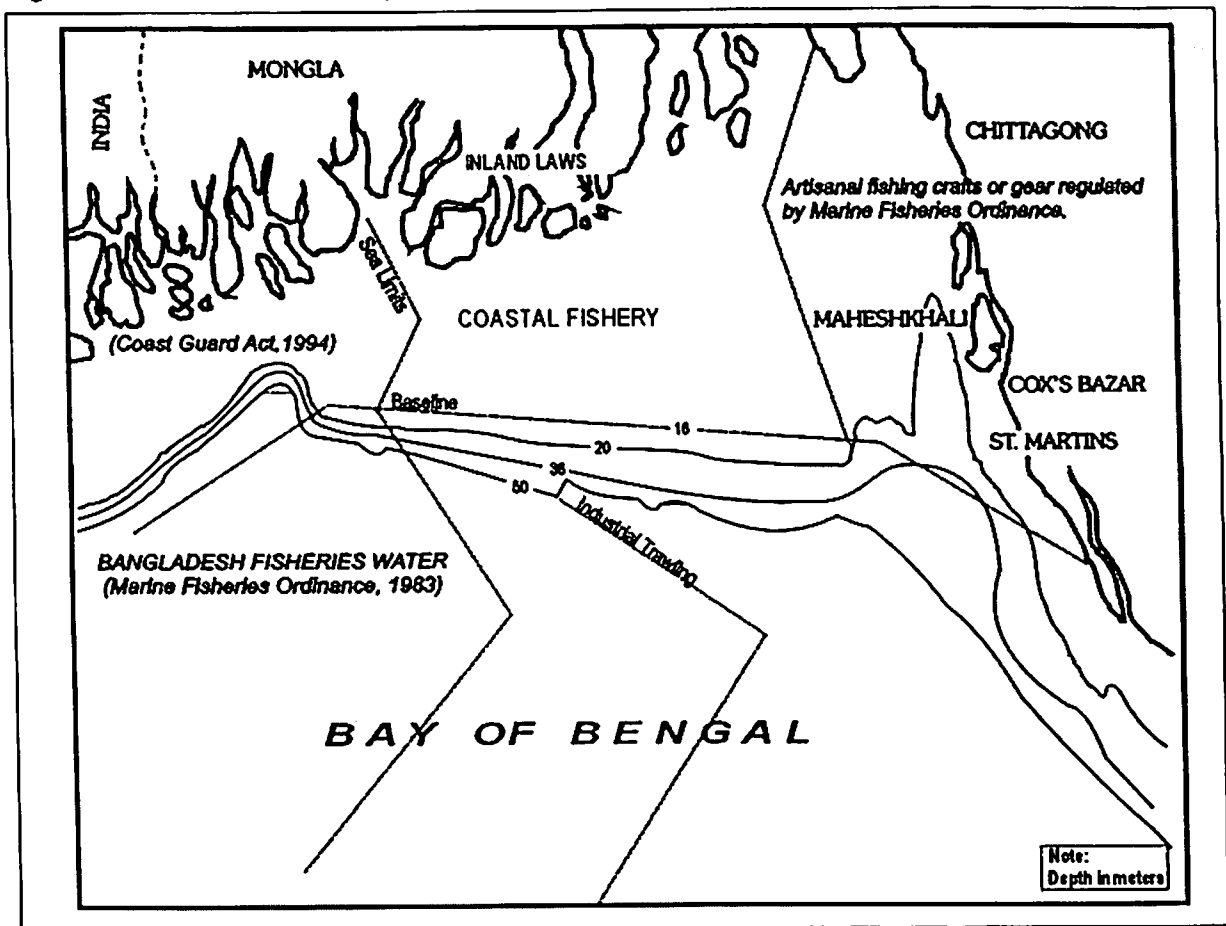 MONGLA
INDIA
CHITTAGONG
INLAND LAWS
Artisanal fishing crafts or gear regulated
by Marine Fisheries Ordinance.
Sea Limits
COASTAL FISHERY
MAHESHKHALI
(Coast Guard Act, 1994)
COX'S BAZAR
Baseline
16
ST. MARTINS
20
36
50
Industrial Trawling
BANGLADESH FISHERIES WATER
(Marine Fisheries Ordinance, 1983)
BAY OF BENGAL
Note:
Depth in meters